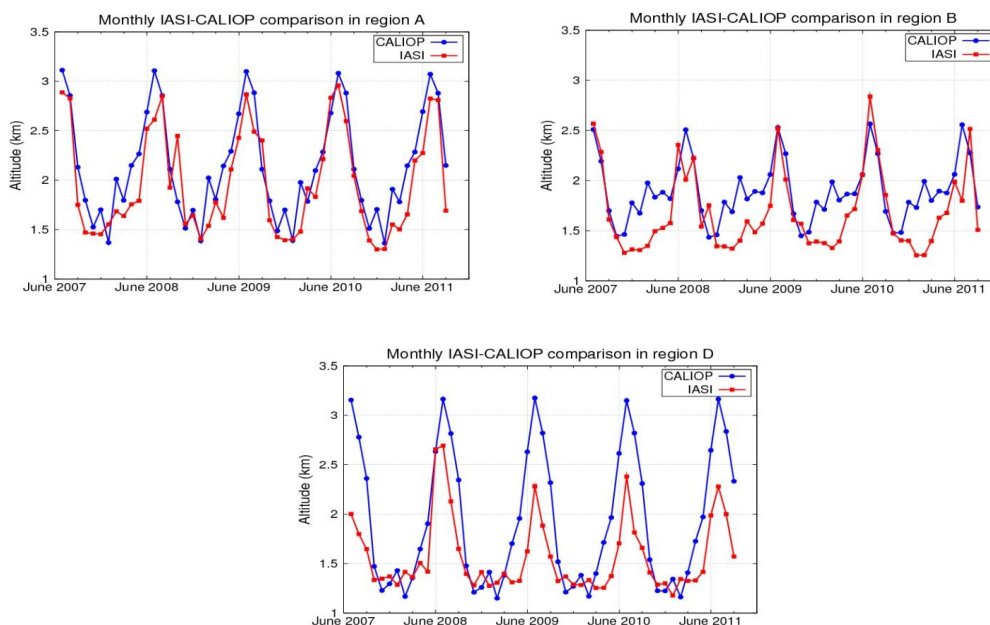 Monthly IASI-CALIOP comparison in region A
CALIOP
IASI
Altitude (km)
3.5
3
2.5
2
1.5
1
June 2007 June 2008 June 2009 June 2010 June 2011
Monthly IASI-CALIOP comparison in region B
CALIOP
IASI
Altitude (km)
3.5
3
2.5
2
1.5
1
June 2007 June 2008 June 2009 June 2010 June 2011
Monthly IASI-CALIOP comparison in region D
CALIOP
IASI
Altitude (km)
3.5
3
2.5
2
1.5
1
June 2007 June 2008 June 2009 June 2010 June 2011